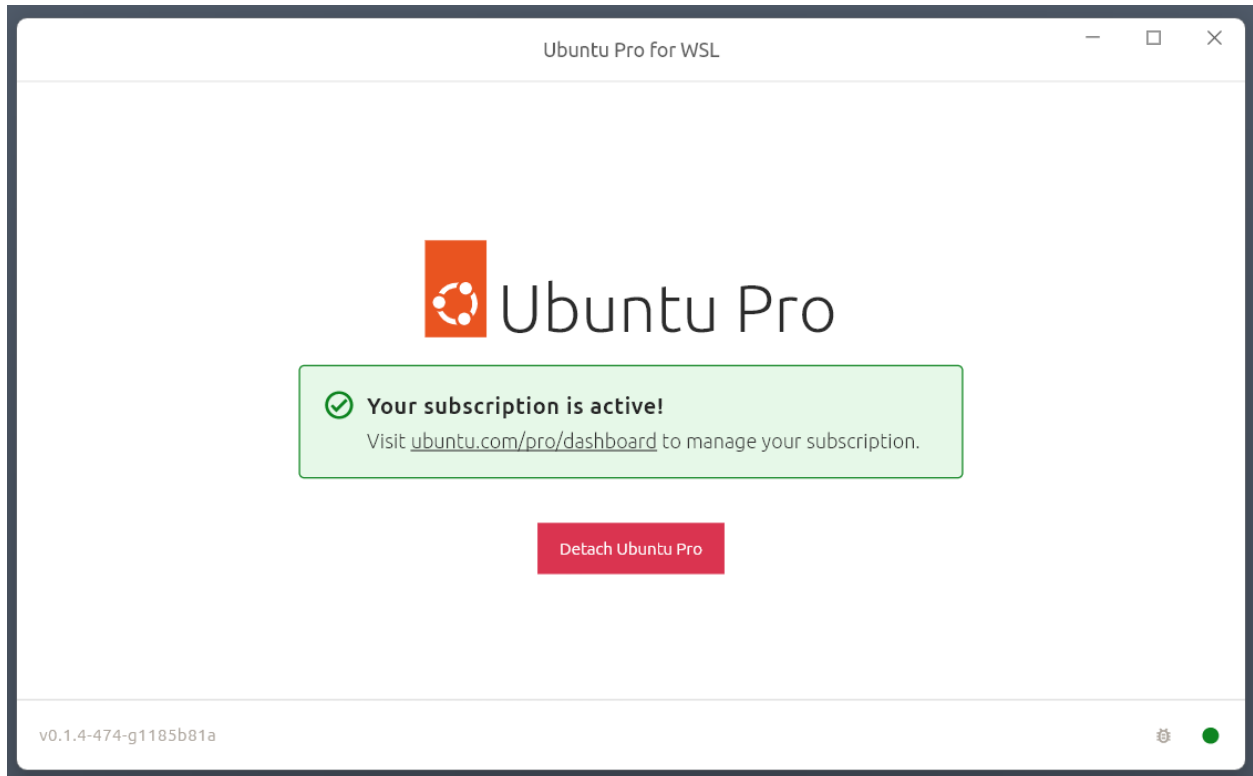 Ubuntu Pro for WSL
Ubuntu Pro
Your subscription is active!
Visit ubuntu.com/pro/dashboard to manage your subscription.
Detach Ubuntu Pro
v0.1.4-474-g1185b81a